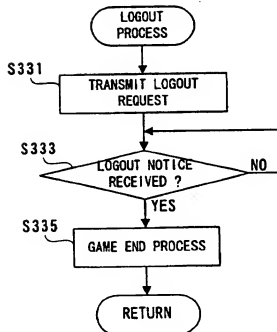 LOGOUT
PROCESS
S331
TRANSMIT LOGOUT
REQUEST
S333
LOGOUT NOTICE
RECEIVED ?
NO
YES
S335
GAME END PROCESS
RETURN